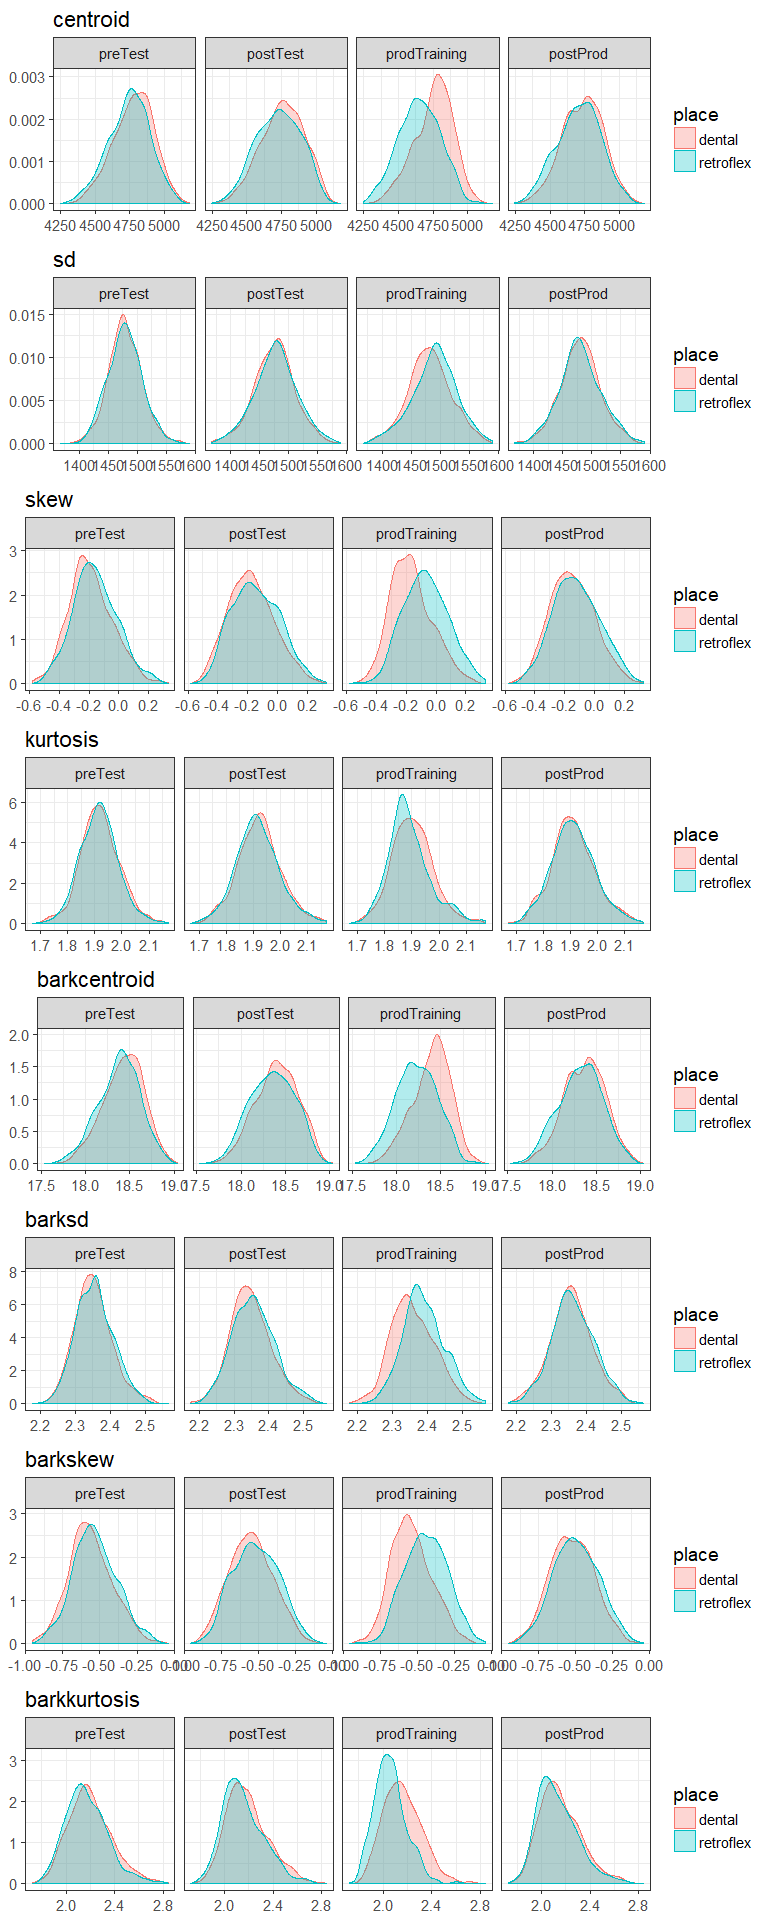 centroid
preTest postTest prodTraining postProd
0.003
0.002
0.001
0.000
4250 4500 4750 5000 4250 4500 4750 5000 4250 4500 4750 5000 4250 4500 4750 5000
place
dental
retroflex
sd
preTest postTest prodTraining postProd
0.015
0.010
0.005
0.000
1400 1450 1500 1550 1600 1400 1450 1500 1550 1600 1400 1450 1500 1550 1600 1400 1450 1500 1550 1600
place
dental
retroflex
skew
preTest postTest prodTraining postProd
3
2
1
0
-0.6 -0.4 -0.2 0.0 0.2 -0.6 -0.4 -0.2 0.0 0.2 -0.6 -0.4 -0.2 0.0 0.2 -0.6 -0.4 -0.2 0.0 0.2
place
dental
retroflex
kurtosis
preTest postTest prodTraining postProd
6
4
2
0
1.7 1.8 1.9 2.0 2.1 1.7 1.8 1.9 2.0 2.1 1.7 1.8 1.9 2.0 2.1 1.7 1.8 1.9 2.0 2.1
place
dental
retroflex
barkcentroid
preTest postTest prodTraining postProd
2.0
1.5
1.0
0.5
0.0
17.5 18.0 18.5 19.0 17.5 18.0 18.5 19.0 17.5 18.0 18.5 19.0 17.5 18.0 18.5 19.0
place
dental
retroflex
barksd
preTest postTest prodTraining postProd
8
6
4
2
0
2.2 2.3 2.4 2.5 2.2 2.3 2.4 2.5 2.2 2.3 2.4 2.5 2.2 2.3 2.4 2.5
place
dental
retroflex
barkskew
preTest postTest prodTraining postProd
3
2
1
0
-1.00 -0.75 -0.50 -0.25 0.00 -1.00 -0.75 -0.50 -0.25 0.00 -1.00 -0.75 -0.50 -0.25 0.00 -1.00 -0.75 -0.50 -0.25 0.00
place
dental
retroflex
barkkurtosis
preTest postTest prodTraining postProd
3
2
1
0
2.0 2.4 2.8 2.0 2.4 2.8 2.0 2.4 2.8 2.0 2.4 2.8
place
dental
retroflex